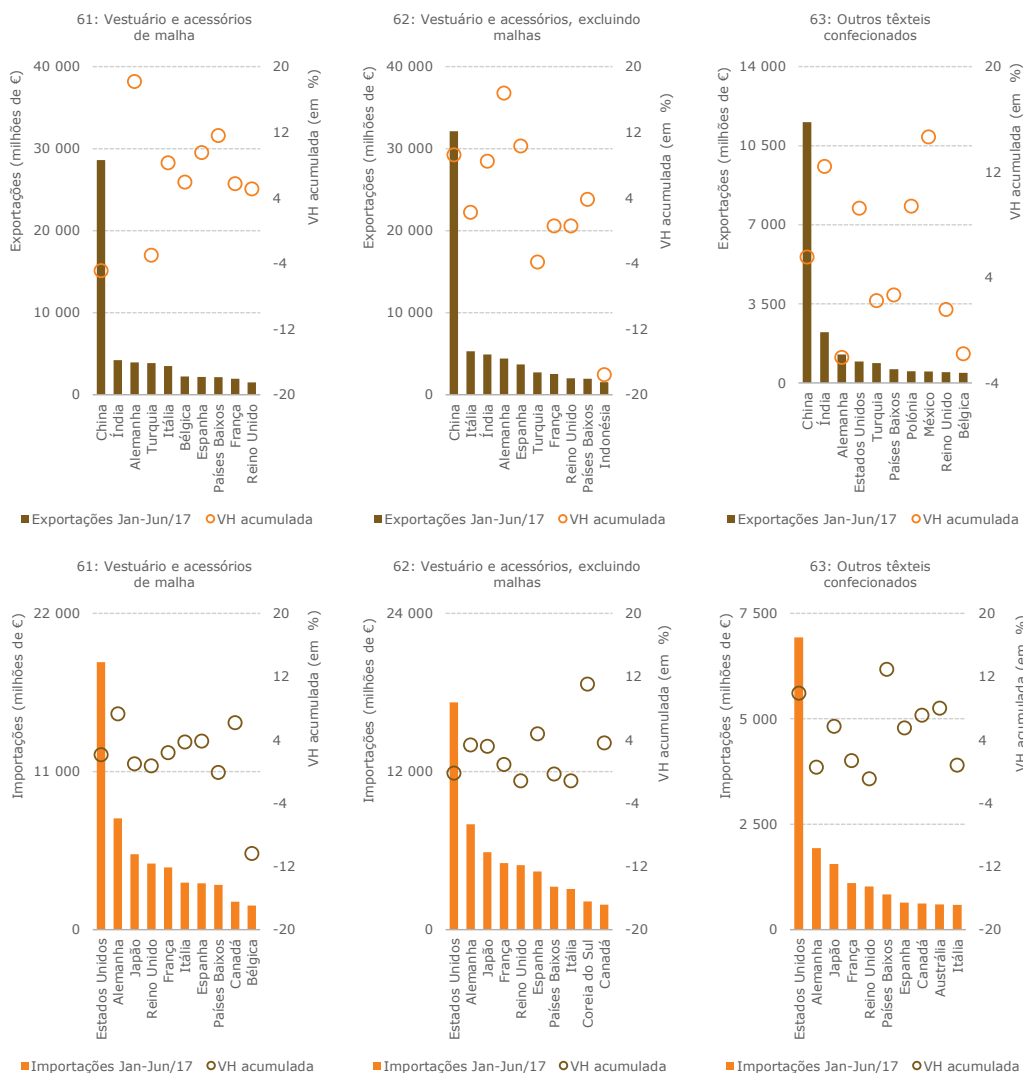 61: Vestuário e acessórios
de malha
Exportações (milhões de €)
40 000
30 000
20 000
10 000
0
20
12
4
-4
-12
-20
VH acumulada (em %)
China
Índia
Alemanha
Turquia
Itália
Bélgica
Espanha
Países Baixos
França
Reino Unido
Exportações Jan-Jun/17
VH acumulada
62: Vestuário e acessórios, excluindo
malhas
Exportações (milhões de €)
40 000
30 000
20 000
10 000
0
20
12
4
-4
-12
-20
VH acumulada (em %)
China
Itália
Índia
Alemanha
Espanha
Turquia
França
Reino Unido
Países Baixos
Indonésia
Exportações Jan-Jun/17
VH acumulada
63: Outros têxteis
confecionados
Exportações (milhões de €)
14 000
10 500
7 000
3 500
0
20
12
4
-4
VH acumulada (em %)
China
Índia
Alemanha
Estados Unidos
Turquia
Países Baixos
Polónia
México
Reino Unido
Bélgica
Exportações Jan-Jun/17
VH acumulada
61: Vestuário e acessórios
de malha
Importações (milhões de €)
22 000
11 000
0
20
12
4
-4
-12
-20
VH acumulada (em %)
Estados Unidos
Alemanha
Japão
Reino Unido
França
Itália
Espanha
Países Baixos
Canadá
Bélgica
Importações Jan-Jun/17
VH acumulada
62: Vestuário e acessórios, excluindo
malhas
Importações (milhões de €)
24 000
12 000
0
20
12
4
-4
-12
-20
VH acumulada (em %)
Estados Unidos
Alemanha
Japão
França
Reino Unido
Espanha
Países Baixos
Itália
Coreia do Sul
Canadá
Importações Jan-Jun/17
VH acumulada
63: Outros têxteis
confecionados
Importações (milhões de €)
7 500
5 000
2 500
0
20
12
4
-4
-12
-20
VH acumulada (em %)
Estados Unidos
Alemanha
Japão
França
Reino Unido
Países Baixos
Espanha
Canadá
Austrália
Itália
Importações Jan-Jun/17
VH acumulada